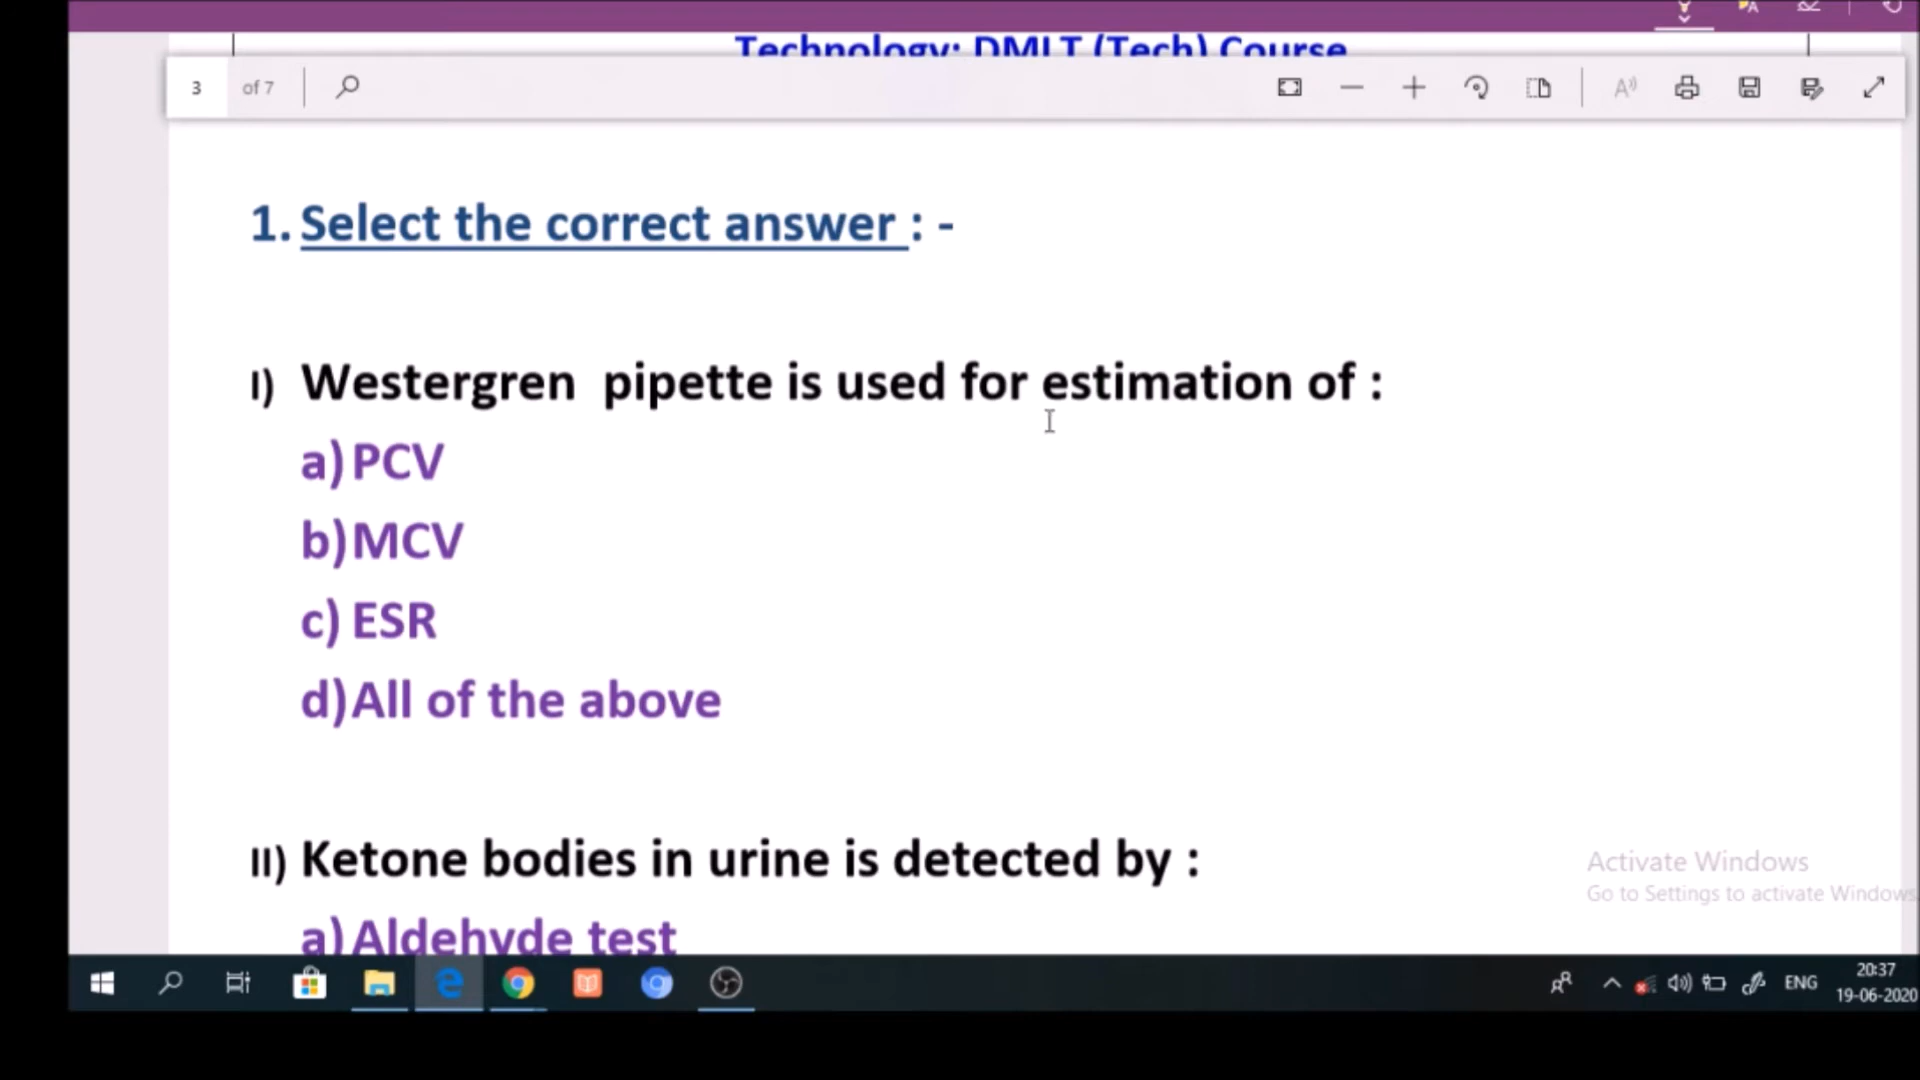 Technology: DMLT (Tech) Course
3 of 7
1. Select the correct answer : -
I) Westergren pipette is used for estimation of :
a) PCV
b) MCV
c) ESR
d) All of the above
II) Ketone bodies in urine is detected by :
a) Aldehyde test
Activate Windows
Go to Settings to activate Windows
ENG
20:37
19-06-2020